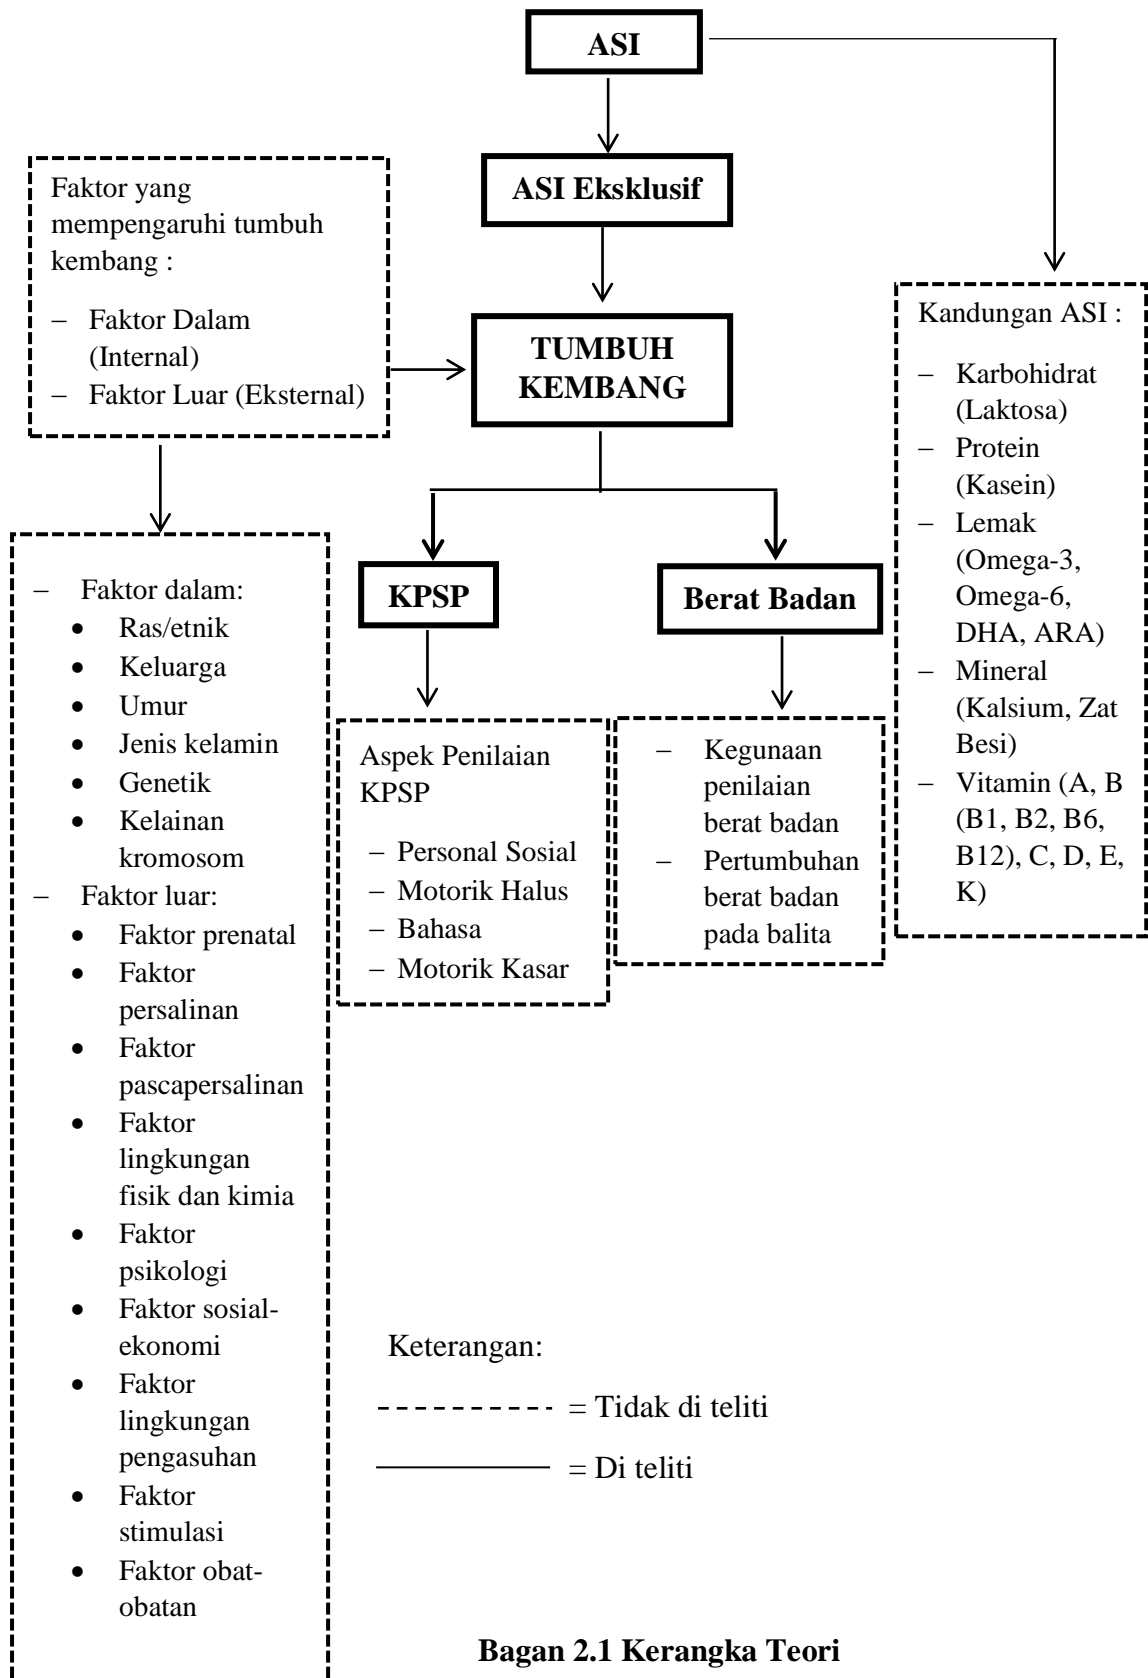 ASI
ASI Eksklusif
Faktor yang
mempengaruhi tumbuh
kembang :
– Faktor Dalam
(Internal)
– Faktor Luar (Eksternal)
TUMBUH
KEMBANG
Kandungan ASI :
– Karbohidrat
(Laktosa)
– Protein
(Kasein)
– Lemak
(Omega-3,
Omega-6,
DHA, ARA)
– Mineral
(Kalsium, Zat
Besi)
– Vitamin (A, B
(B1, B2, B6,
B12), C, D, E,
K)
– Faktor dalam:
• Ras/etnik
• Keluarga
• Umur
• Jenis kelamin
• Genetik
• Kelainan
kromosom
– Faktor luar:
• Faktor prenatal
• Faktor
persalinan
• Faktor
pascapersalinan
• Faktor
lingkungan
fisik dan kimia
• Faktor
psikologi
• Faktor sosial-
ekonomi
• Faktor
lingkungan
pengasuhan
• Faktor
stimulasi
• Faktor obat-
obatan
KPSP
Berat Badan
Aspek Penilaian
KPSP
– Personal Sosial
– Motorik Halus
– Bahasa
– Motorik Kasar
– Kegunaan
penilaian
berat badan
– Pertumbuhan
berat badan
pada balita
Keterangan:
= Tidak di teliti
= Di teliti
Bagan 2.1 Kerangka Teori